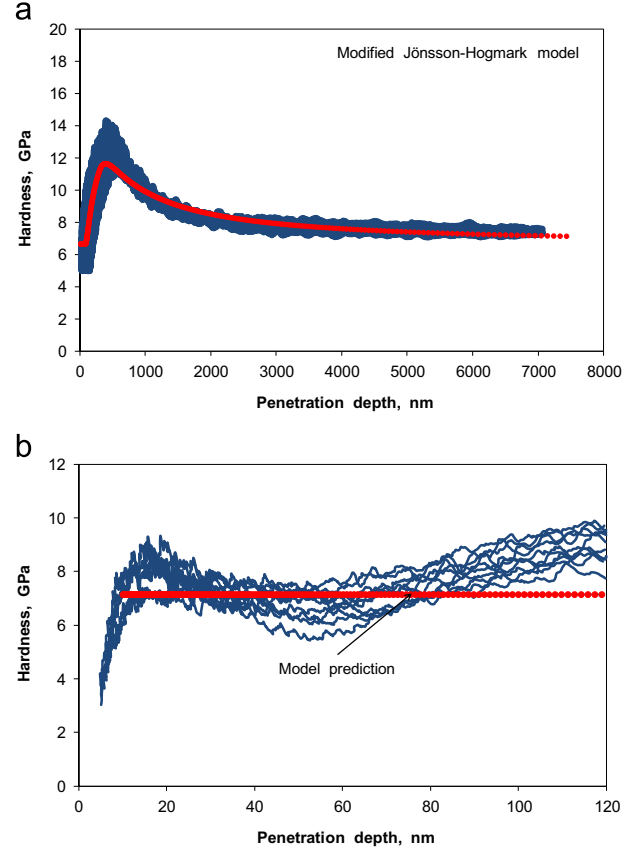 a
20
18
16
14
12
10
8
6
4
2
0
Hardness, GPa
Modified Jönsson-Hogmark model
0 1000 2000 3000 4000 5000 6000 7000 8000
Penetration depth, nm
b
12
10
8
6
4
2
0
Hardness, GPa
Model prediction
0 20 40 60 80 100 120
Penetration depth, nm